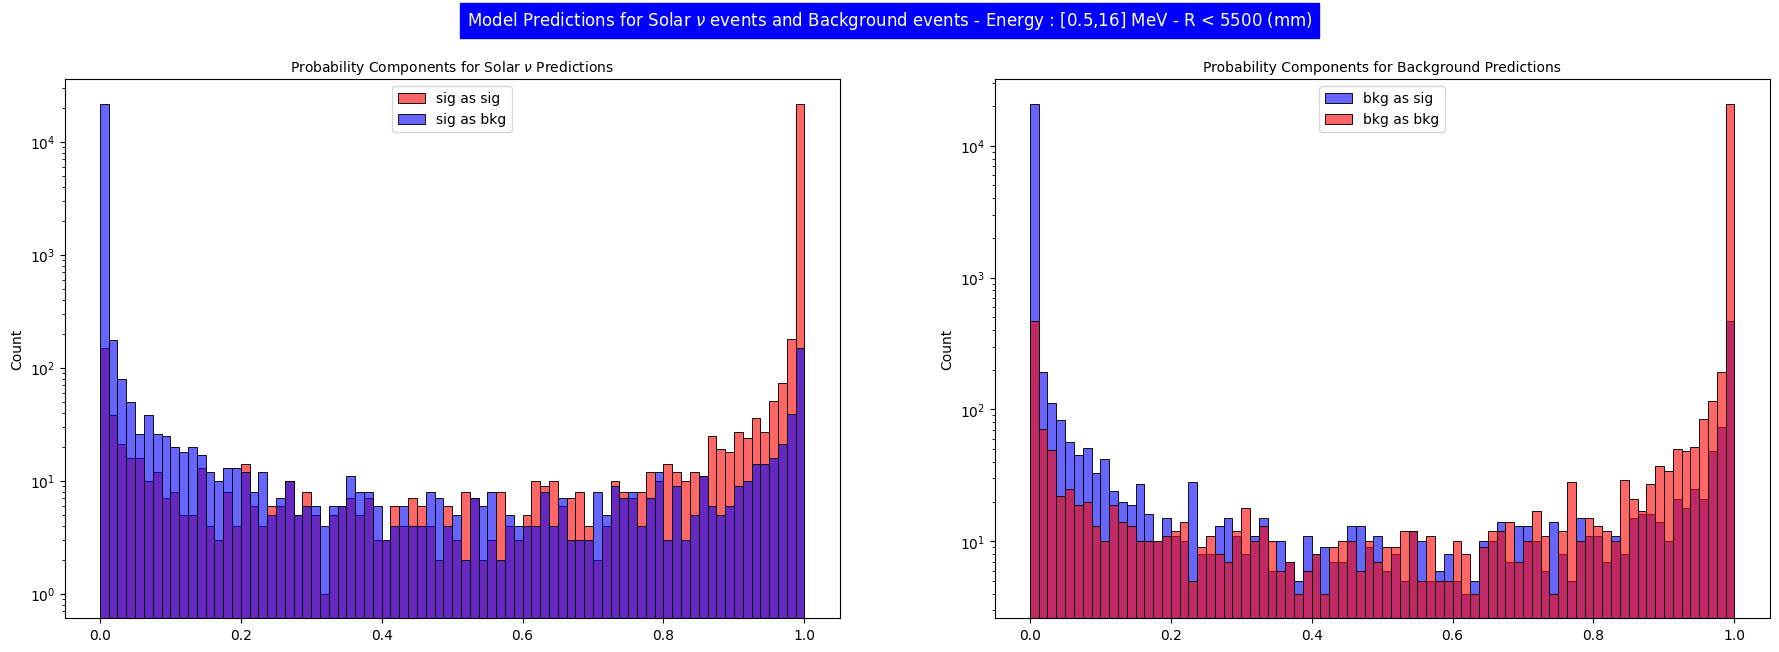 Model Predictions for Solar ν events and Background events - Energy : [0.5,16] MeV - R < 5500 (mm)
Probability Components for Solar ν Predictions
sig as sig
sig as bkg
Count
10⁴
10³
10²
10¹
10⁰
0.0 0.2 0.4 0.6 0.8 1.0
Probability Components for Background Predictions
bkg as sig
bkg as bkg
Count
10⁴
10³
10²
10¹
0.0 0.2 0.4 0.6 0.8 1.0